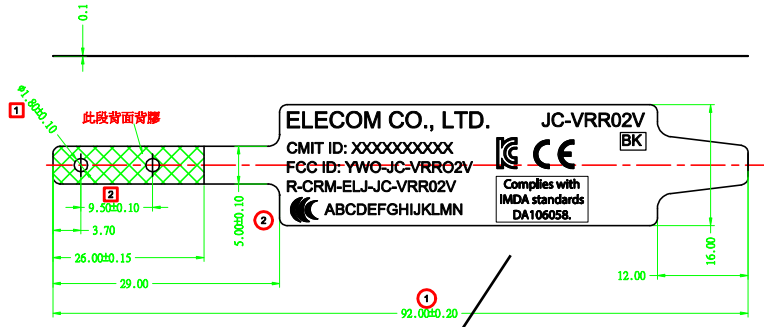 0.1
1
ø1.80±0.10
此段背面背膠
ELECOM CO., LTD.
JC-VRR02V
BK
CMIT ID: XXXXXXXXXX
FCC ID: YWO-JC-VRRO2V
R-CRM-ELJ-JC-VRR02V
ABCDEFGHIJKLMN
CE
Complies with
IMDA standards
DA106058.
2
9.50±0.10
3.70
5.00±0.10
2
26.00±0.15
29.00
12.00
16.00
1
92.00±0.20